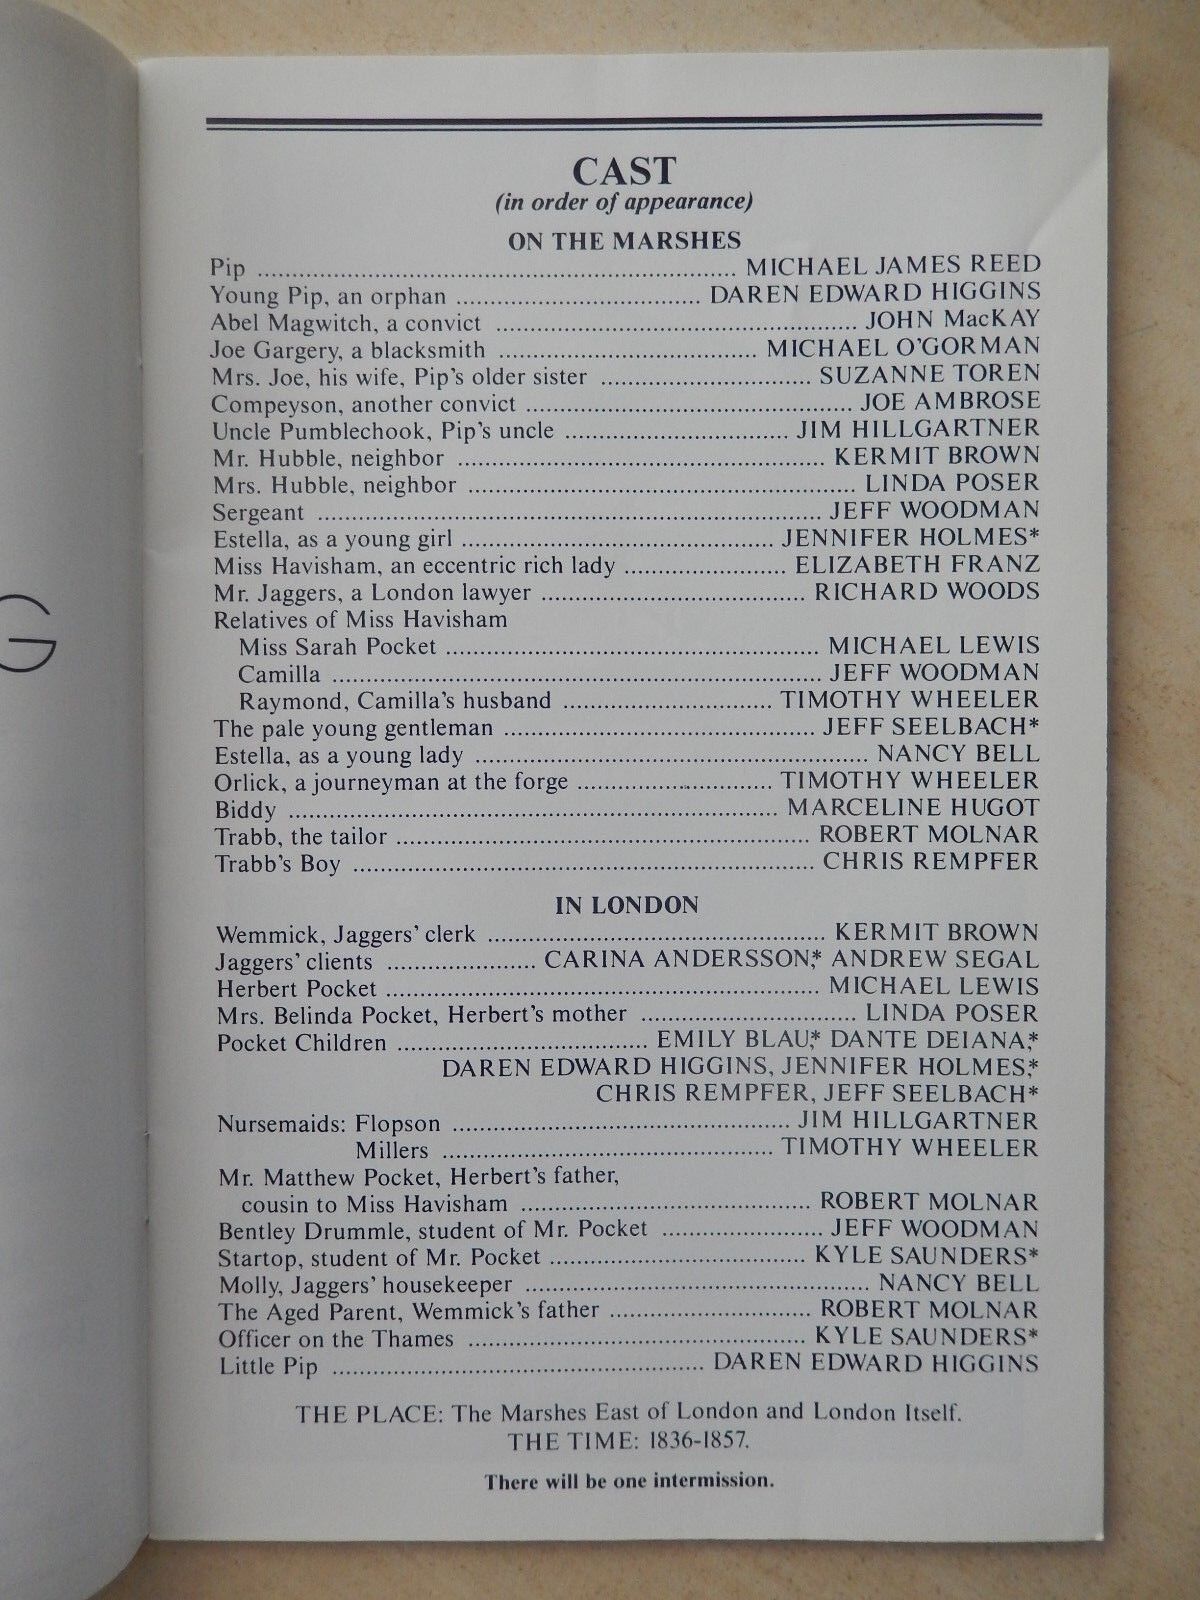 G
CAST
(in order of appearance)
ON THE MARSHES
Pip ........ MICHAEL JAMES REED
Young Pip, an orphan ........ DAREN EDWARD HIGGINS
Abel Magwitch, a convict ........ JOHN MacKAY
Joe Gargery, a blacksmith ........ MICHAEL O'GORMAN
Mrs. Joe, his wife, Pip's older sister ........ SUZANNE TOREN
Compeyson, another convict ........ JOE AMBROSE
Uncle Pumblechook, Pip's uncle ........ JIM HILLGARTNER
Mr. Hubble, neighbor ........ KERMIT BROWN
Mrs. Hubble, neighbor ........ LINDA POSER
Sergeant ........ JEFF WOODMAN
Estella, as a young girl ........ JENNIFER HOLMES*
Miss Havisham, an eccentric rich lady ........ ELIZABETH FRANZ
Mr. Jaggers, a London lawyer ........ RICHARD WOODS
Relatives of Miss Havisham
Miss Sarah Pocket ........ MICHAEL LEWIS
Camilla ........ JEFF WOODMAN
Raymond, Camilla's husband ........ TIMOTHY WHEELER
The pale young gentleman ........ JEFF SEELBACH*
Estella, as a young lady ........ NANCY BELL
Orlick, a journeyman at the forge ........ TIMOTHY WHEELER
Biddy ........ MARCELINE HUGOT
Trabb, the tailor ........ ROBERT MOLNAR
Trabb's Boy ........ CHRIS REMPFER
IN LONDON
Wemmick, Jaggers' clerk ........ KERMIT BROWN
Jaggers' clients ........ CARINA ANDERSSON,* ANDREW SEGAL
Herbert Pocket ........ MICHAEL LEWIS
Mrs. Belinda Pocket, Herbert's mother ........ LINDA POSER
Pocket Children ........ EMILY BLAU,* DANTE DEIANA,*
DAREN EDWARD HIGGINS, JENNIFER HOLMES,*
CHRIS REMPFER, JEFF SEELBACH*
Nursemaids: Flopson ........ JIM HILLGARTNER
Millers ........ TIMOTHY WHEELER
Mr. Matthew Pocket, Herbert's father,
cousin to Miss Havisham ........ ROBERT MOLNAR
Bentley Drummle, student of Mr. Pocket ........ JEFF WOODMAN
Startop, student of Mr. Pocket ........ KYLE SAUNDERS*
Molly, Jaggers' housekeeper ........ NANCY BELL
The Aged Parent, Wemmick's father ........ ROBERT MOLNAR
Officer on the Thames ........ KYLE SAUNDERS*
Little Pip ........ DAREN EDWARD HIGGINS
THE PLACE: The Marshes East of London and London Itself.
THE TIME: 1836-1857.
There will be one intermission.